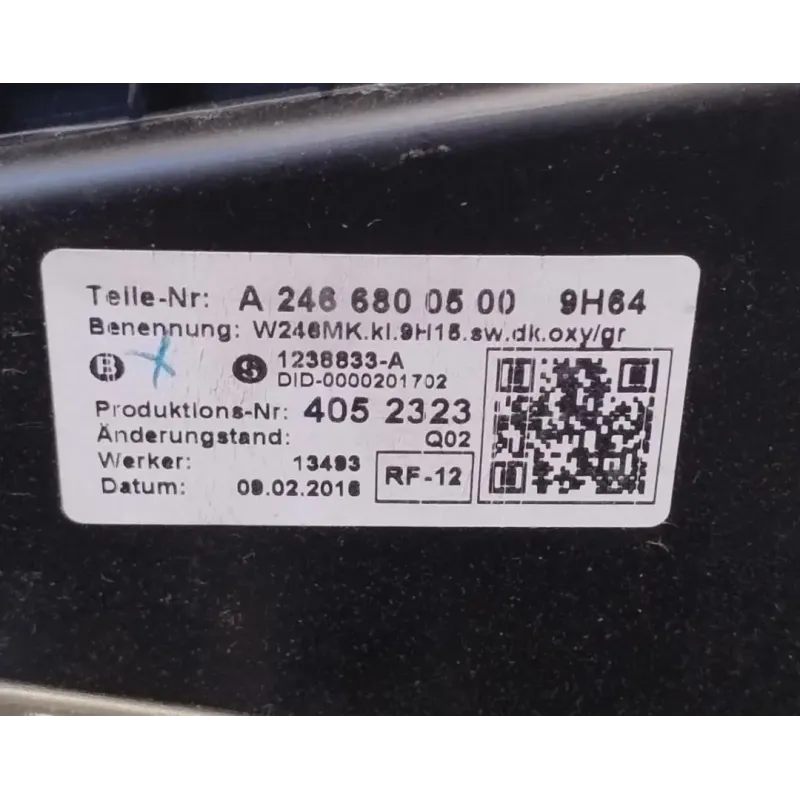 Teile-Nr: A 246 680 05 00 9H64
Benennung: W246MK.kl.9H15.sw.dk.oxy/gr
B S 1238833-A
DID-0000201702
Produktions-Nr: 405 2323
Änderungstand: Q02
Werker: 13493 RF-12
Datum: 09.02.2016